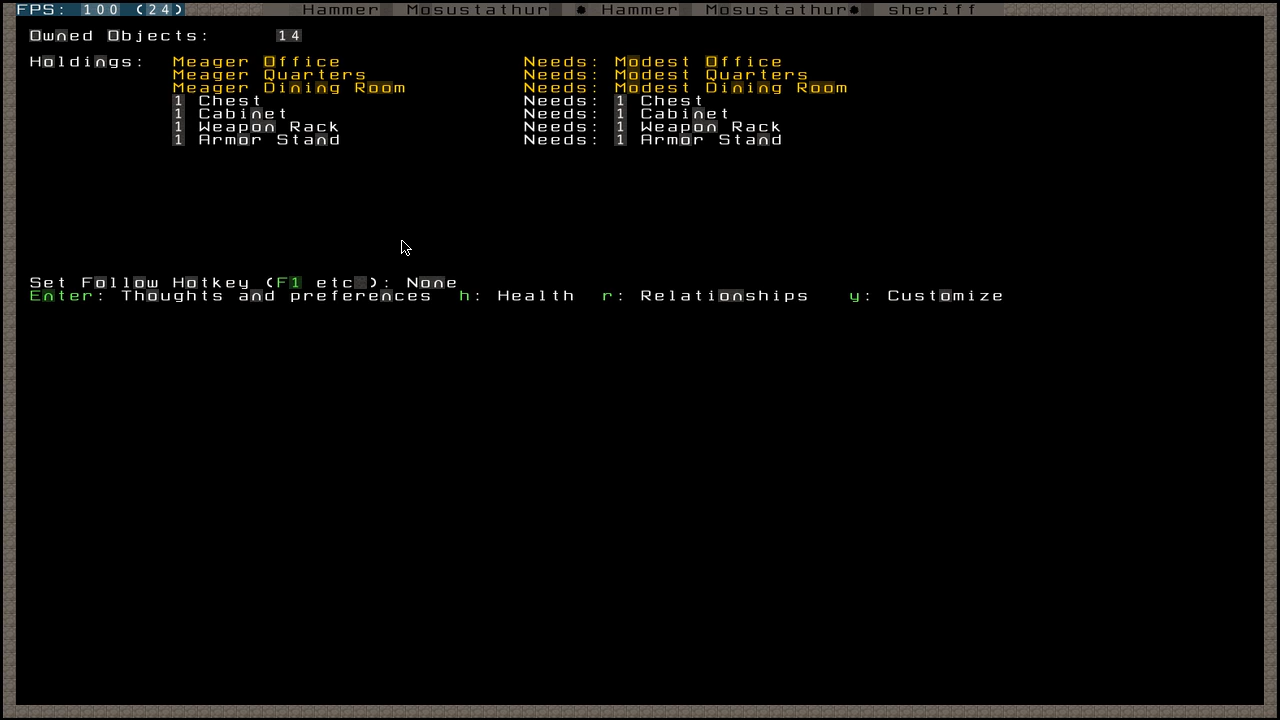 FPS: 100 (24) Hammer Mosustathur Hammer Mosustathur sheriff
Owned Objects: 14
Holdings: Meager Office Needs: Modest Office
Meager Quarters Needs: Modest Quarters
Meager Dining Room Needs: Modest Dining Room
1 Chest Needs: 1 Chest
1 Cabinet Needs: 1 Cabinet
1 Weapon Rack Needs: 1 Weapon Rack
1 Armor Stand Needs: 1 Armor Stand
Set Follow Hotkey (F1 etc ): None
Enter: Thoughts and preferences h: Health r: Relationships y: Customize